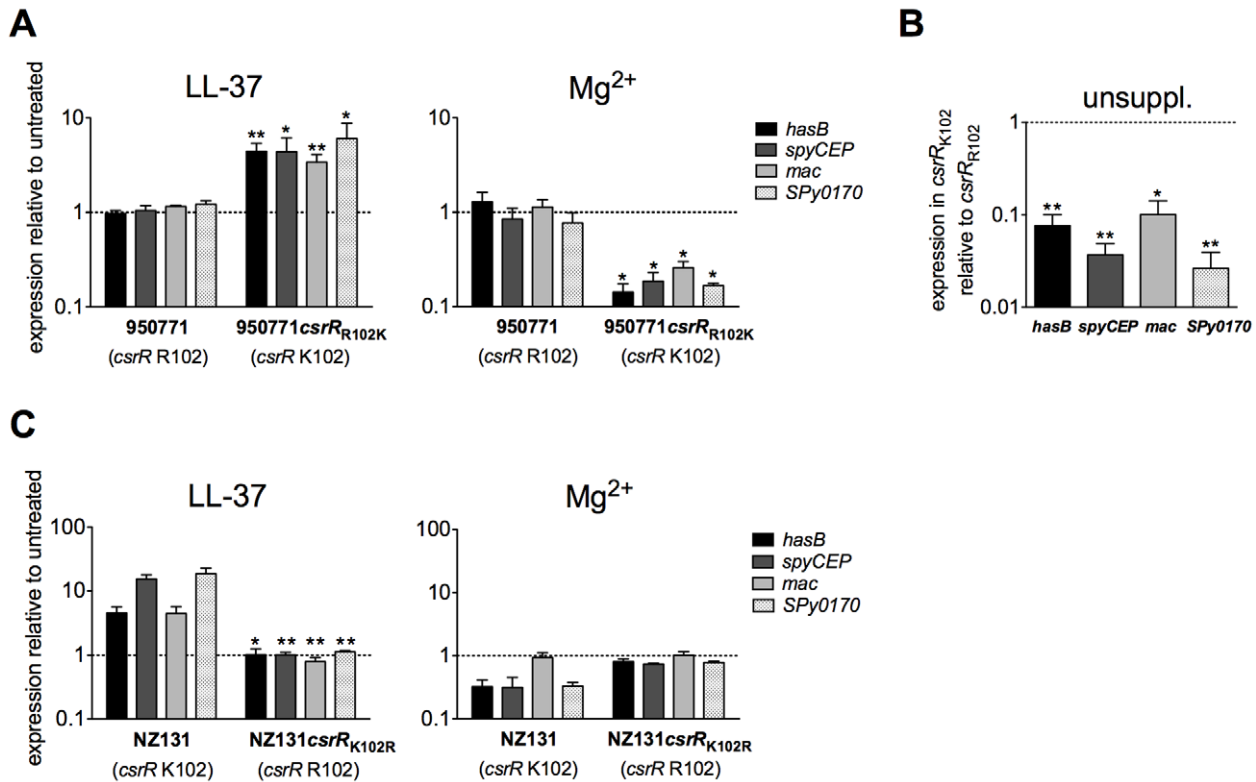 A
B
LL-37
Mg2+
unsuppl.
expression relative to untreated
10
1
0.1
10
1
0.1
hasB
spyCEP
mac
SPy0170
** * ** *
* * * *
950771 950771csrRR102K
(csrR R102) (csrR K102)
950771 950771csrRR102K
(csrR R102) (csrR K102)
expression in csrRK102
relative to csrRR102
1
0.1
0.01
** ** * **
hasB spyCEP mac SPy0170
C
LL-37
Mg2+
expression relative to untreated
100
10
1
0.1
100
10
1
0.1
hasB
spyCEP
mac
SPy0170
* ** ** **
NZ131 NZ131csrRK102R
(csrR K102) (csrR R102)
NZ131 NZ131csrRK102R
(csrR K102) (csrR R102)